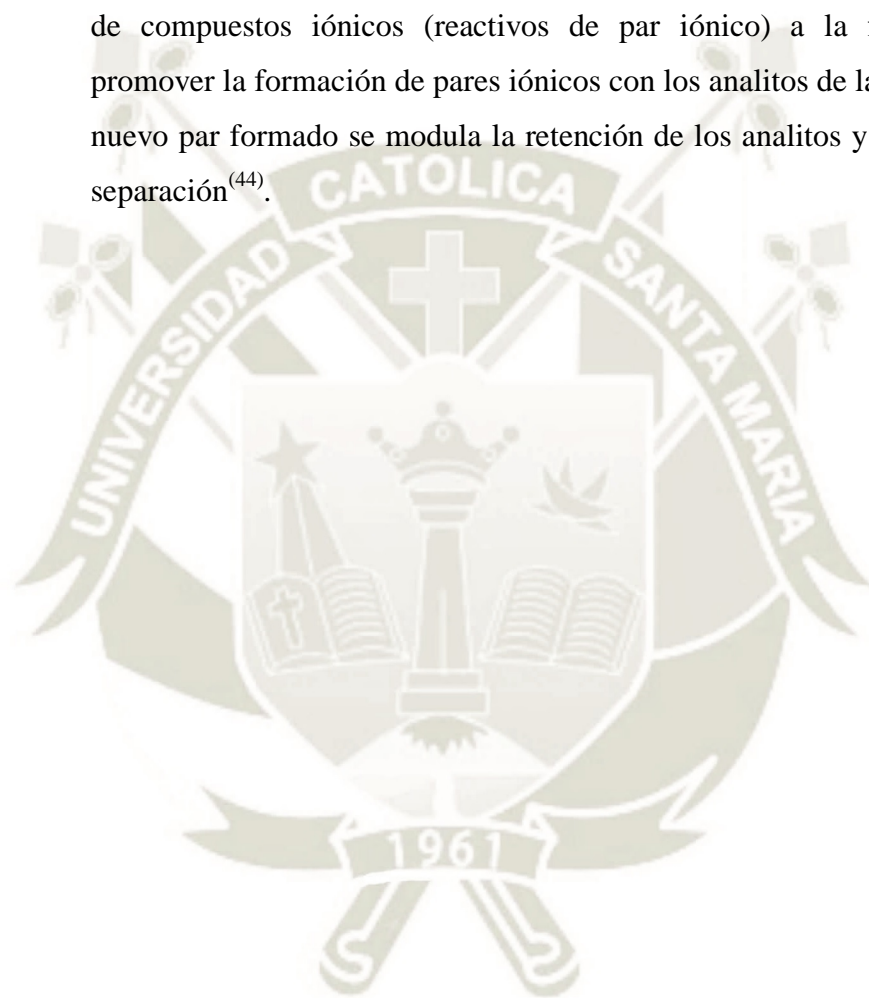 de compuestos iónicos (reactivos de par iónico) a la
promover la formación de pares iónicos con los analitos de
nuevo par formado se modula la retención de los analitos y
separación(44).
CATOLICA
UNIVERSIDAD
SANTA MARIA
1961